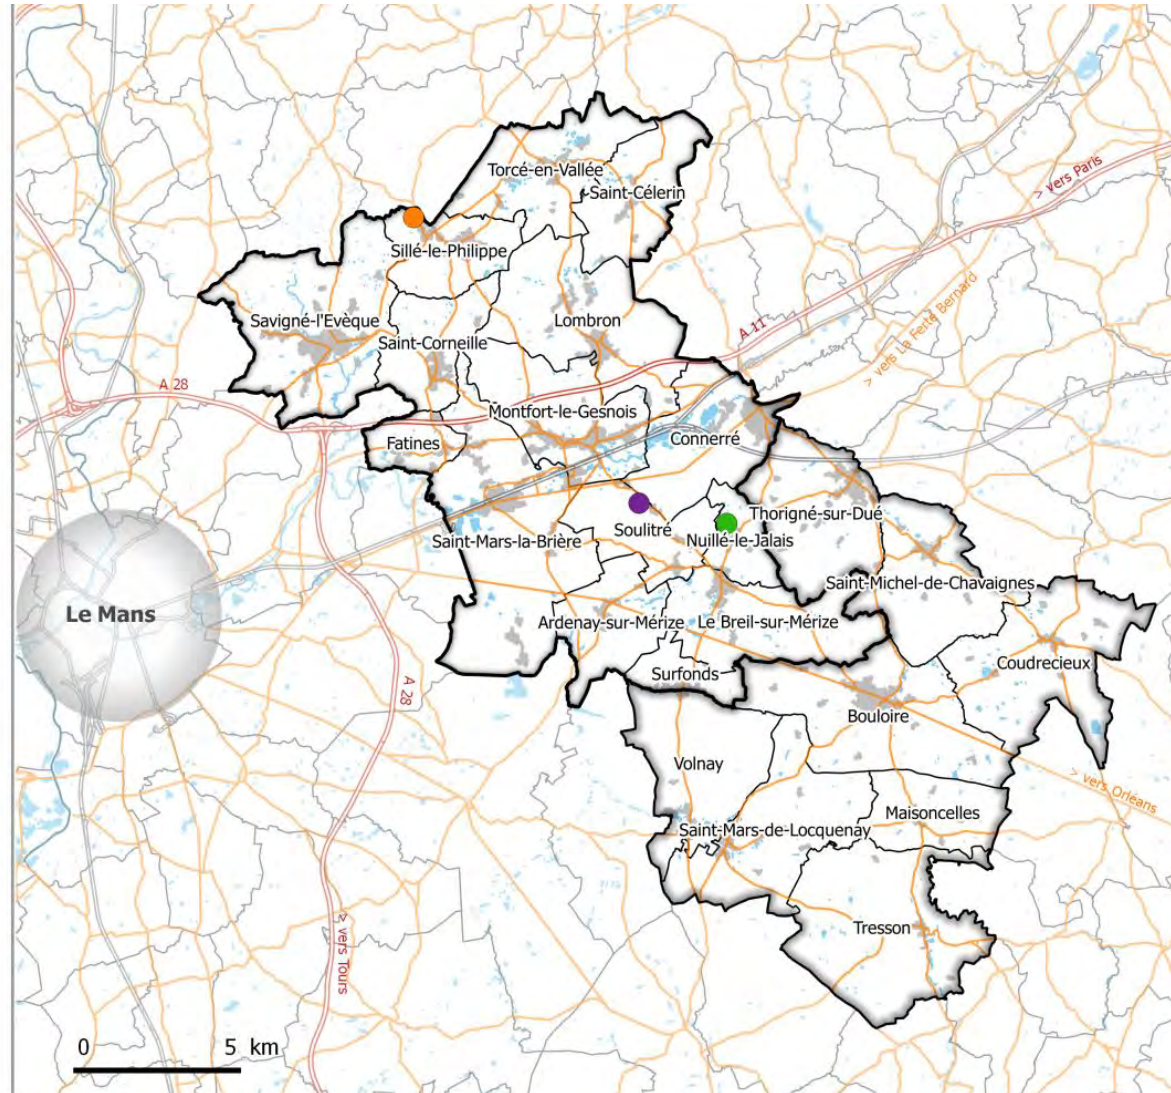 Torcé-en-Vallée
> vers Paris
Saint-Célerin
Sillé-le-Philippe
Savigné-l'Evèque
Lombron
> vers La Ferté Bernard
Saint-Corneille
A 11
A 28
Montfort-le-Gesnois
Fatines
Connerré
Thorigné-sur-Dué
Soulitré
Saint-Mars-la-Brière
Nuillé-le-Jalais
Saint-Michel-de-Chavaignes
Le Mans
Ardenay-sur-Mérize
Le Breil-sur-Mérize
Coudrecieux
Surfonds
A 28
Bouloire
Volnay
> vers Orléans
Maisoncelles
Saint-Mars-de-Locquenay
Tresson
> vers Tours
0 5 km